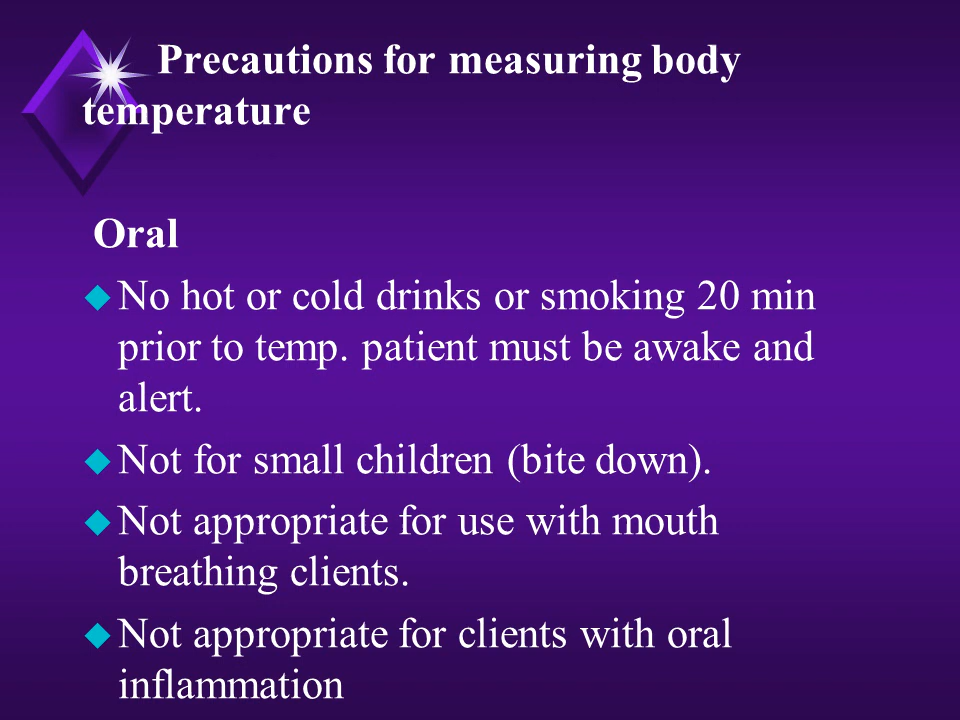 Precautions for measuring body
temperature
Oral
No hot or cold drinks or smoking 20 min
prior to temp. patient must be awake and
alert.
Not for small children (bite down).
Not appropriate for use with mouth
breathing clients.
Not appropriate for clients with oral
inflammation